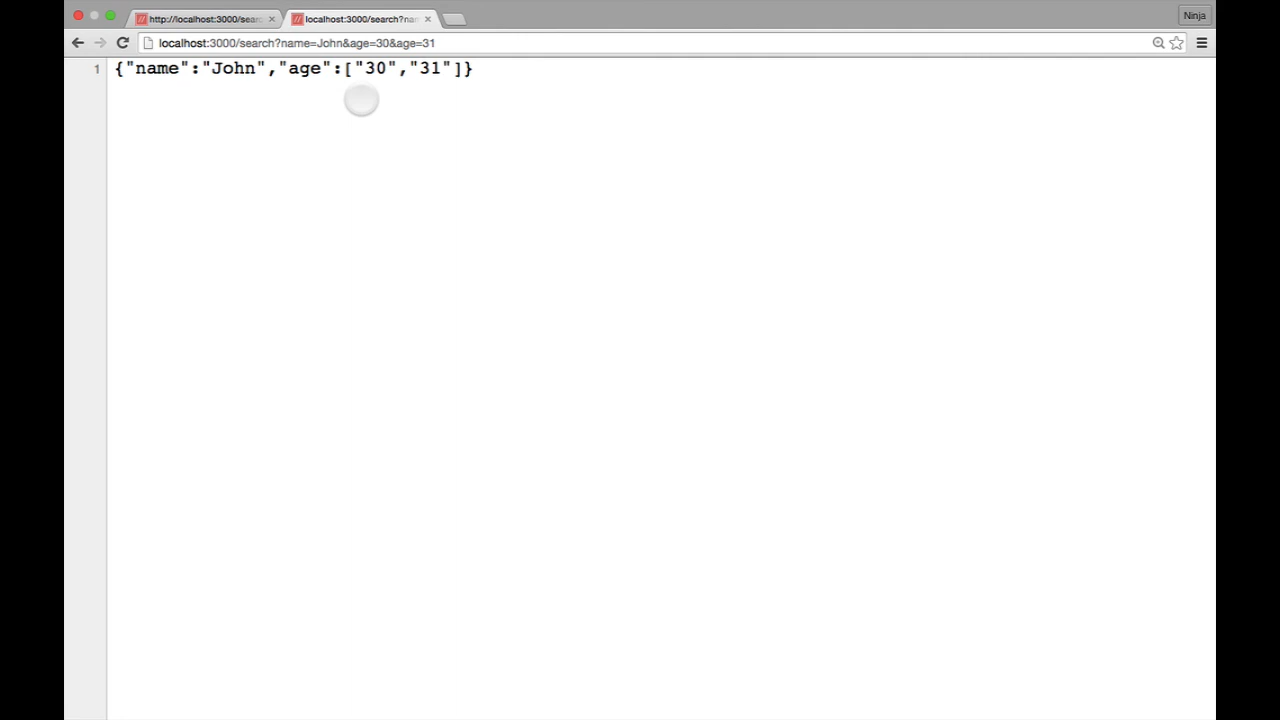 http://localhost:3000/sear
localhost:3000/search?nar
Ninja
localhost:3000/search?name=John&age=30&age=31
1 {"name":"John","age":["30","31"]}